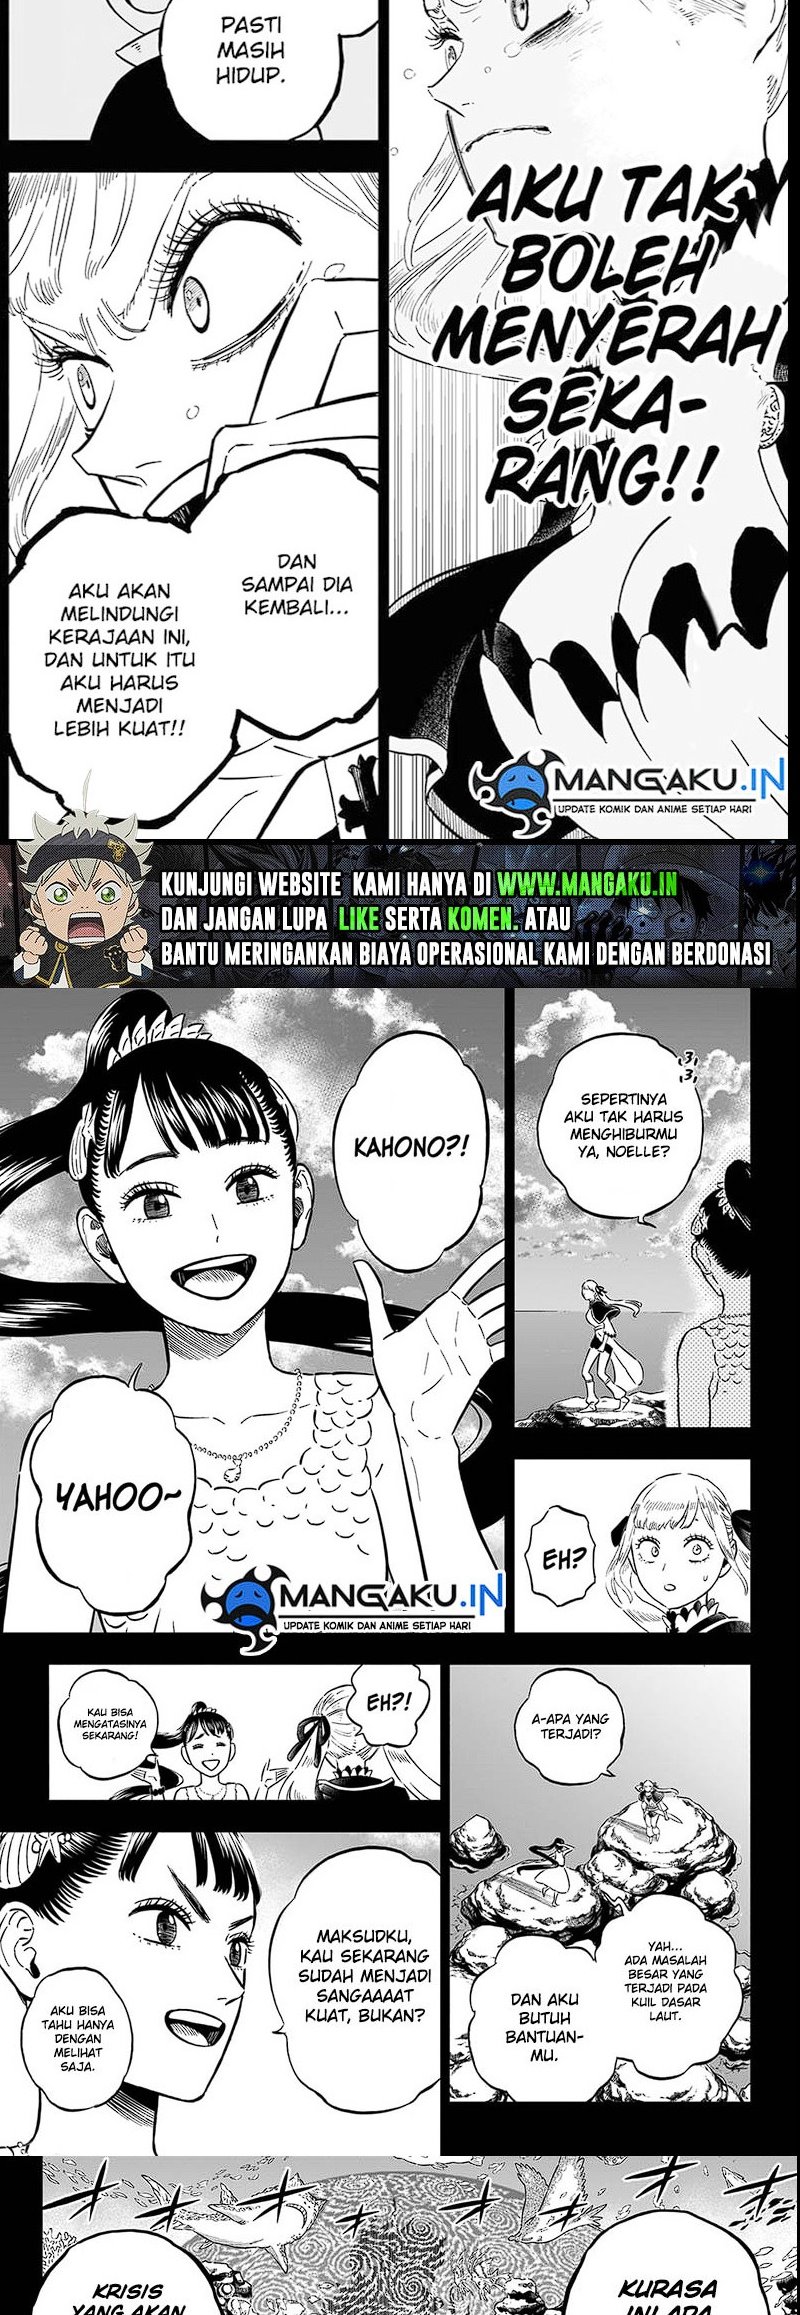 PASTI
MASIH
HIDUP.
AKU TAK
BOLEH
MENYERAH
SEKA-
RANG!!
DAN
SAMPAI DIA
KEMBALI...
AKU AKAN
MELINDUNGI
KERAJAAN INI,
DAN UNTUK ITU
AKU HARUS
MENJADI
LEBIH KUAT!!
MANGAKU.IN
UPDATE KOMIK DAN ANIME SETIAP HARI
KUNJUNGI WEBSITE KAMI HANYA DI WWW.MANGAKU.IN
DAN JANGAN LUPA LIKE SERTA KOMEN. ATAU
BANTU MERINGANKAN BIAYA OPERASIONAL KAMI DENGAN BERDONASI
SEPERTINYA
AKU TAK HARUS
MENGHIBURMU
YA, NOELLE?
KAHONO?!
YAHOO~
EH?
MANGAKU.IN
UPDATE KOMIK DAN ANIME SETIAP HARI
A-APA YANG
TERJADI?
YAH...
ADA MASALAH
BESAR YANG
TERJADI PADA
KUIL DASAR
LAUT.
DAN AKU
BUTUH
BANTUAN-
MU.
EH?!
KAU BISA
MENGATASINYA
SEKARANG!
MAKSUDKU,
KAU SEKARANG
SUDAH MENJADI
SANGAAAAT
KUAT, BUKAN?
AKU BISA
TAHU HANYA
DENGAN
MELIHAT
SAJA.
KURASA
INI APA
KRISIS
YANG AKAN